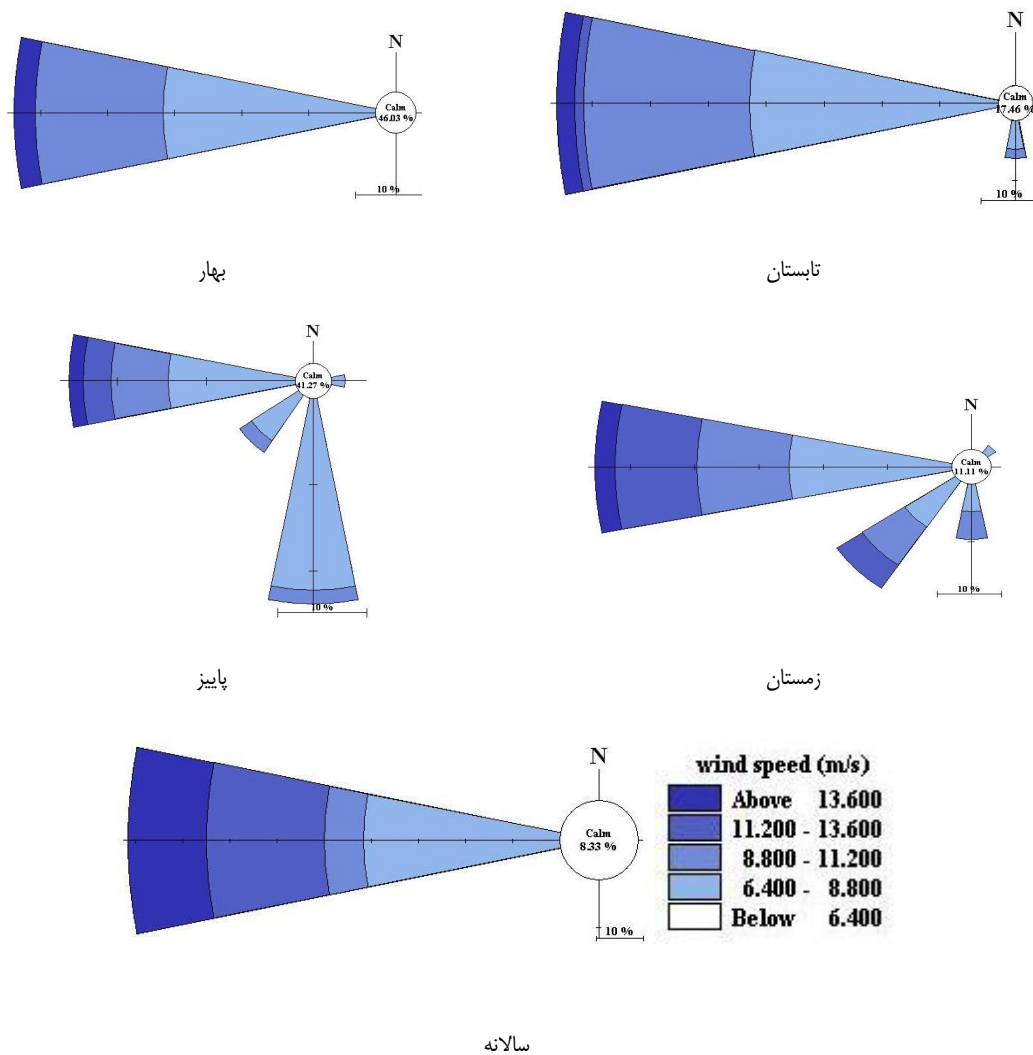 N
Calm
46.03 %
10 %
بهار
N
Calm
17.46 %
10 %
تابستان
N
Calm
41.27 %
10 %
پاییز
N
Calm
11.11 %
10 %
زمستان
N
Calm
8.33 %
10 %
wind speed (m/s)
Above 13.600
11.200 - 13.600
8.800 - 11.200
6.400 - 8.800
Below 6.400
سالانه